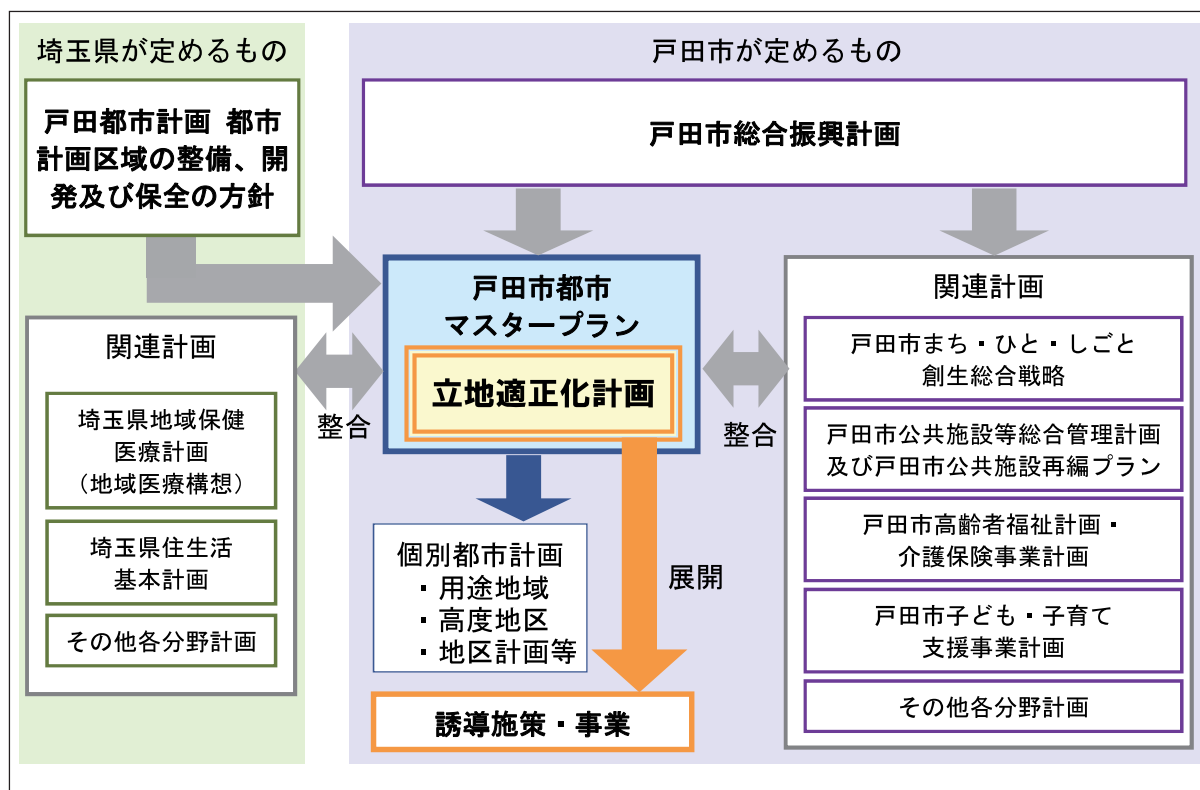 埼玉県が定めるもの
戸田都市計画 都市
計画区域の整備、開
発及び保全の方針
関連計画
埼玉県地域保健
医療計画
（地域医療構想）
埼玉県住生活
基本計画
その他各分野計画
戸田市が定めるもの
戸田市総合振興計画
戸田市都市
マスタープラン
立地適正化計画
整合
整合
個別都市計画
・用途地域
・高度地区
・地区計画等
展開
誘導施策・事業
関連計画
戸田市まち・ひと・しごと
創生総合戦略
戸田市公共施設等総合管理計画
及び戸田市公共施設再編プラン
戸田市高齢者福祉計画・
介護保険事業計画
戸田市子ども・子育て
支援事業計画
その他各分野計画